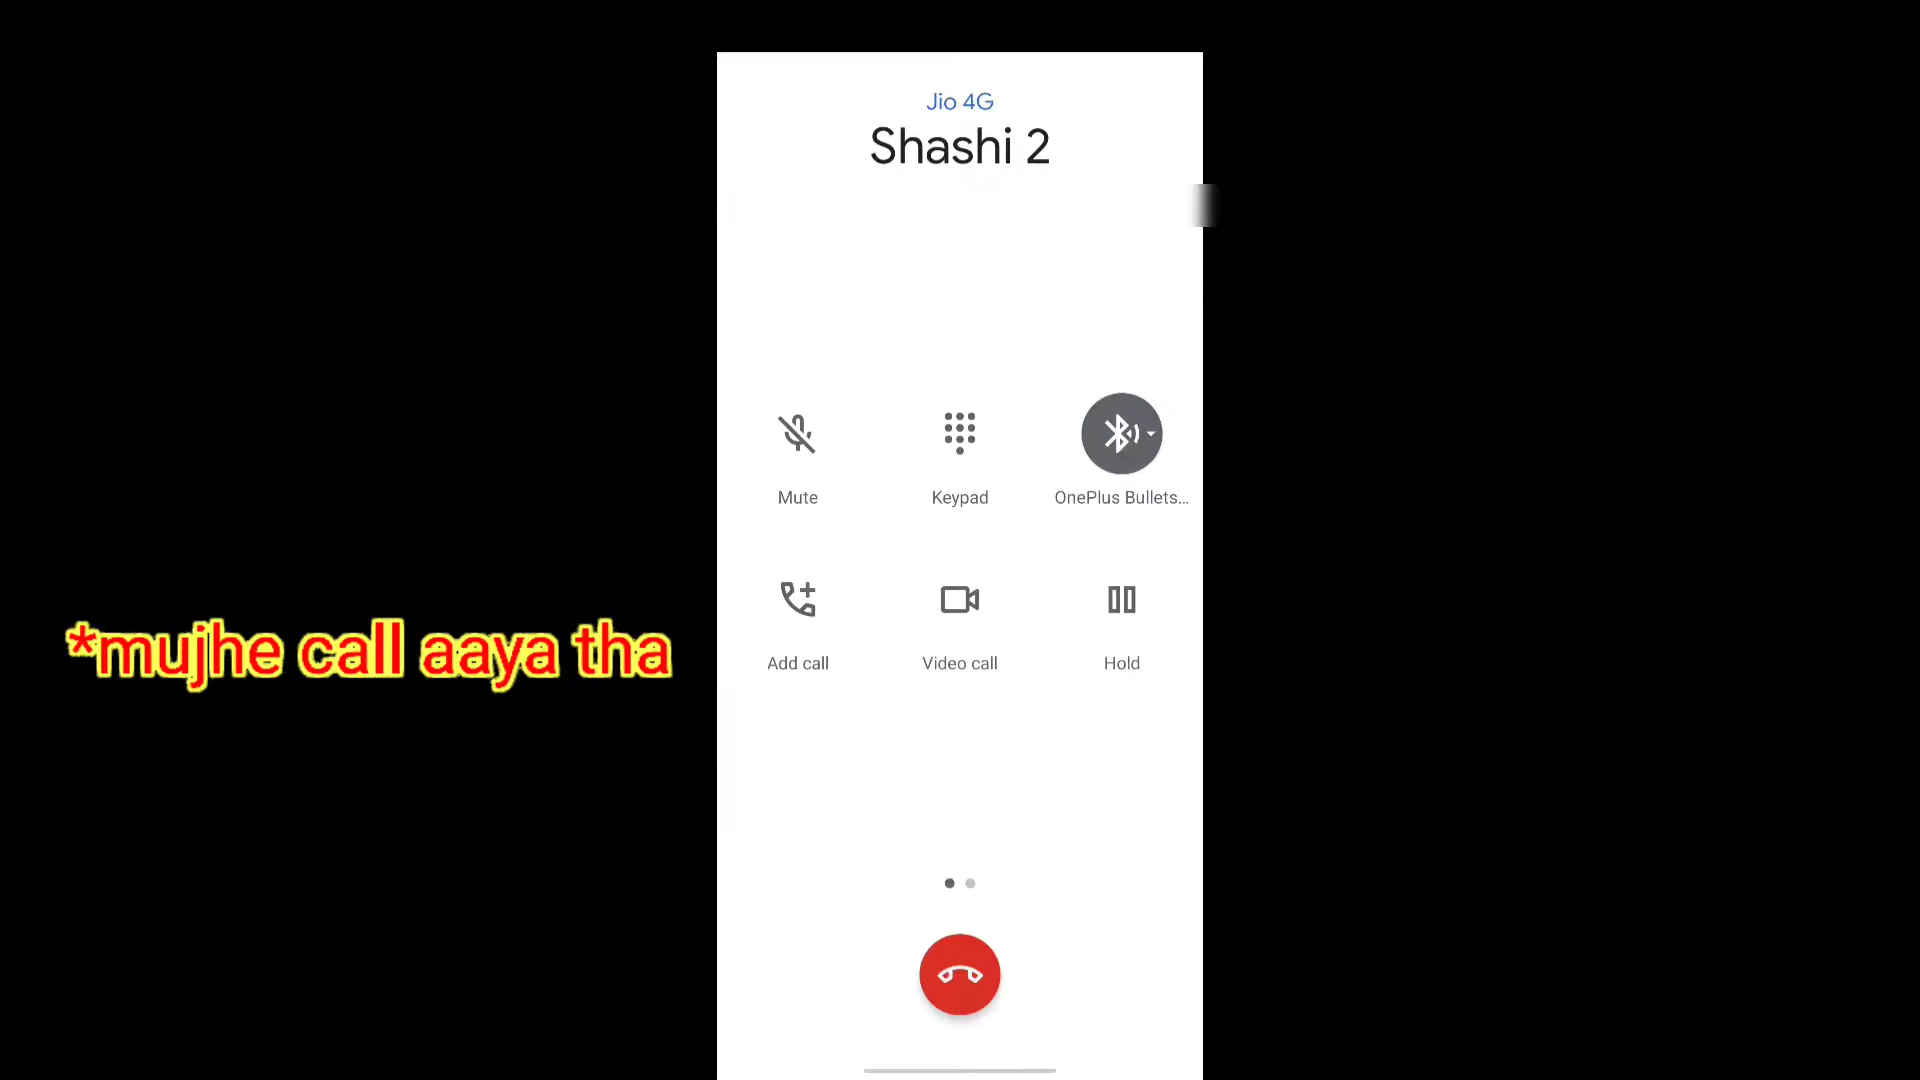 Jio 4G
Shashi 2
Mute
Keypad
OnePlus Bullets...
*mujhe call aaya tha
Add call
Video call
Hold